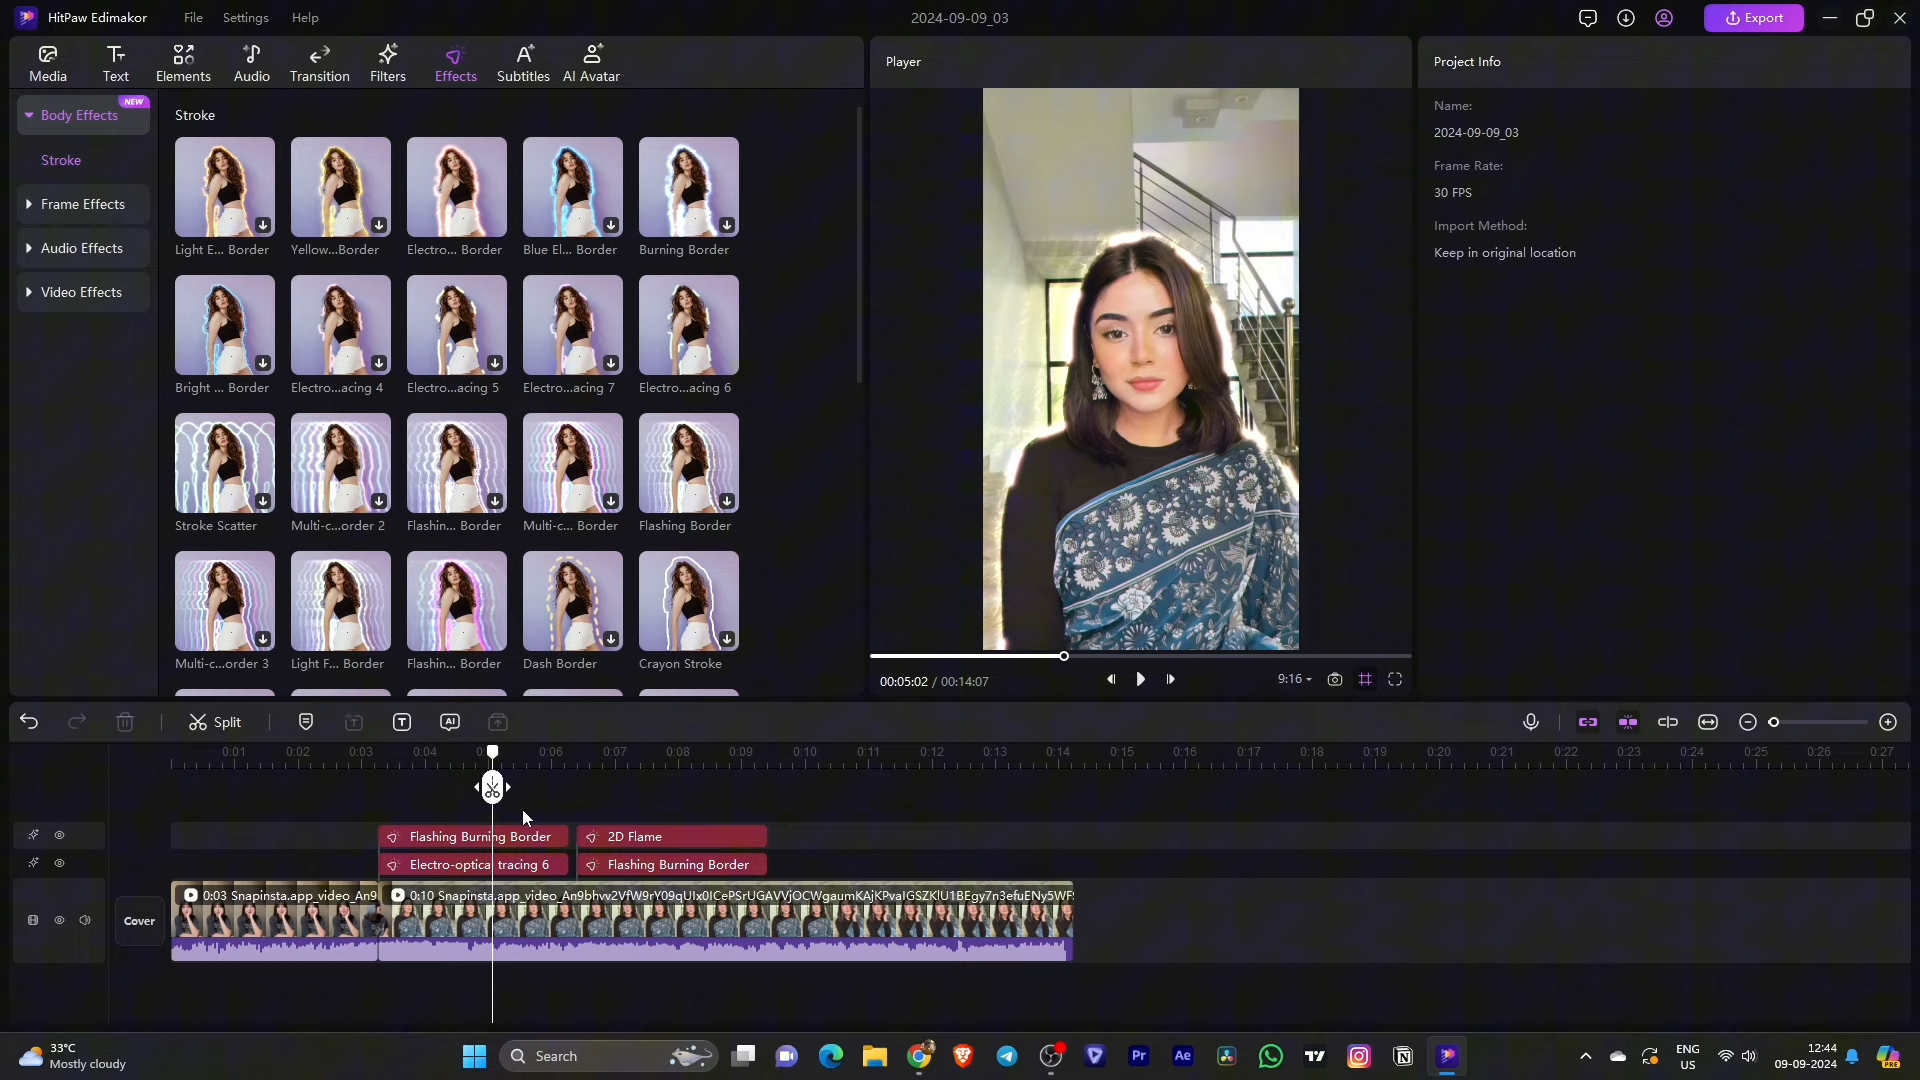 HitPaw Edimakor
File
Settings
Help
2024-09-09_03
Export
Media
Text
Elements
Audio
Transition
Filters
Effects
Subtitles
AI Avatar
Player
Project Info
NEW
Body Effects
Stroke
Frame Effects
Audio Effects
Video Effects
Stroke
Light E... Border
Yellow...Border
Electro... Border
Blue El... Border
Burning Border
Bright ... Border
Electro...acing 4
Electro...acing 5
Electro...acing 7
Electro...acing 6
Stroke Scatter
Multi-c...order 2
Flashin... Border
Multi-c... Border
Flashing Border
Multi-c...order 3
Light F... Border
Flashin... Border
Dash Border
Crayon Stroke
Name:
2024-09-09_03
Frame Rate:
30 FPS
Import Method:
Keep in original location
00:05:02 / 00:14:07
9:16
Split
AI
0:01 0:02 0:03 0:04 0:06 0:07 0:08 0:09 0:10 0:11 0:12 0:13 0:14 0:15 0:16 0:17 0:18 0:19 0:20 0:21 0:22 0:23 0:24 0:25 0:26 0:27
Flashing Burning Border
2D Flame
Electro-optical tracing 6
Flashing Burning Border
0:03 Snapinsta.app_video_An9
0:10 Snapinsta.app_video_An9bhvv2VfW9rY09qUIx0ICePSrUGAVVjOCWgaumKAjKPvaIGSZKlU1BEgy7n3efuENy5WF
Cover
33°C
Mostly cloudy
Search
Pr
Ae
ENG
US
12:44
09-09-2024
PRE